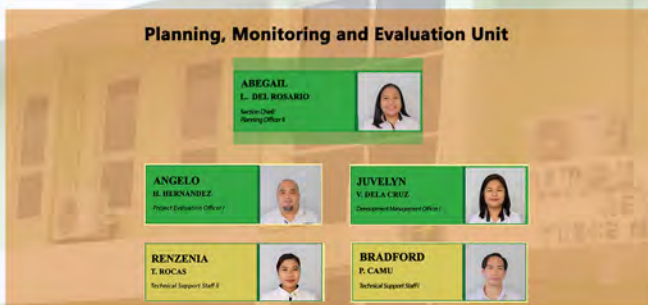 Planning, Monitoring and Evaluation Unit
ABEGAIL
L. DEL ROSARIO
Section Chief/
Planning Officer II
ANGELO
H. HERNANDEZ
Project Evaluation Officer I
JUVELYN
V. DELA CRUZ
Development Management Officer I
RENZENIA
T. ROCAS
Technical Support Staff II
BRADFORD
P. CAMU
Technical Support Staff I